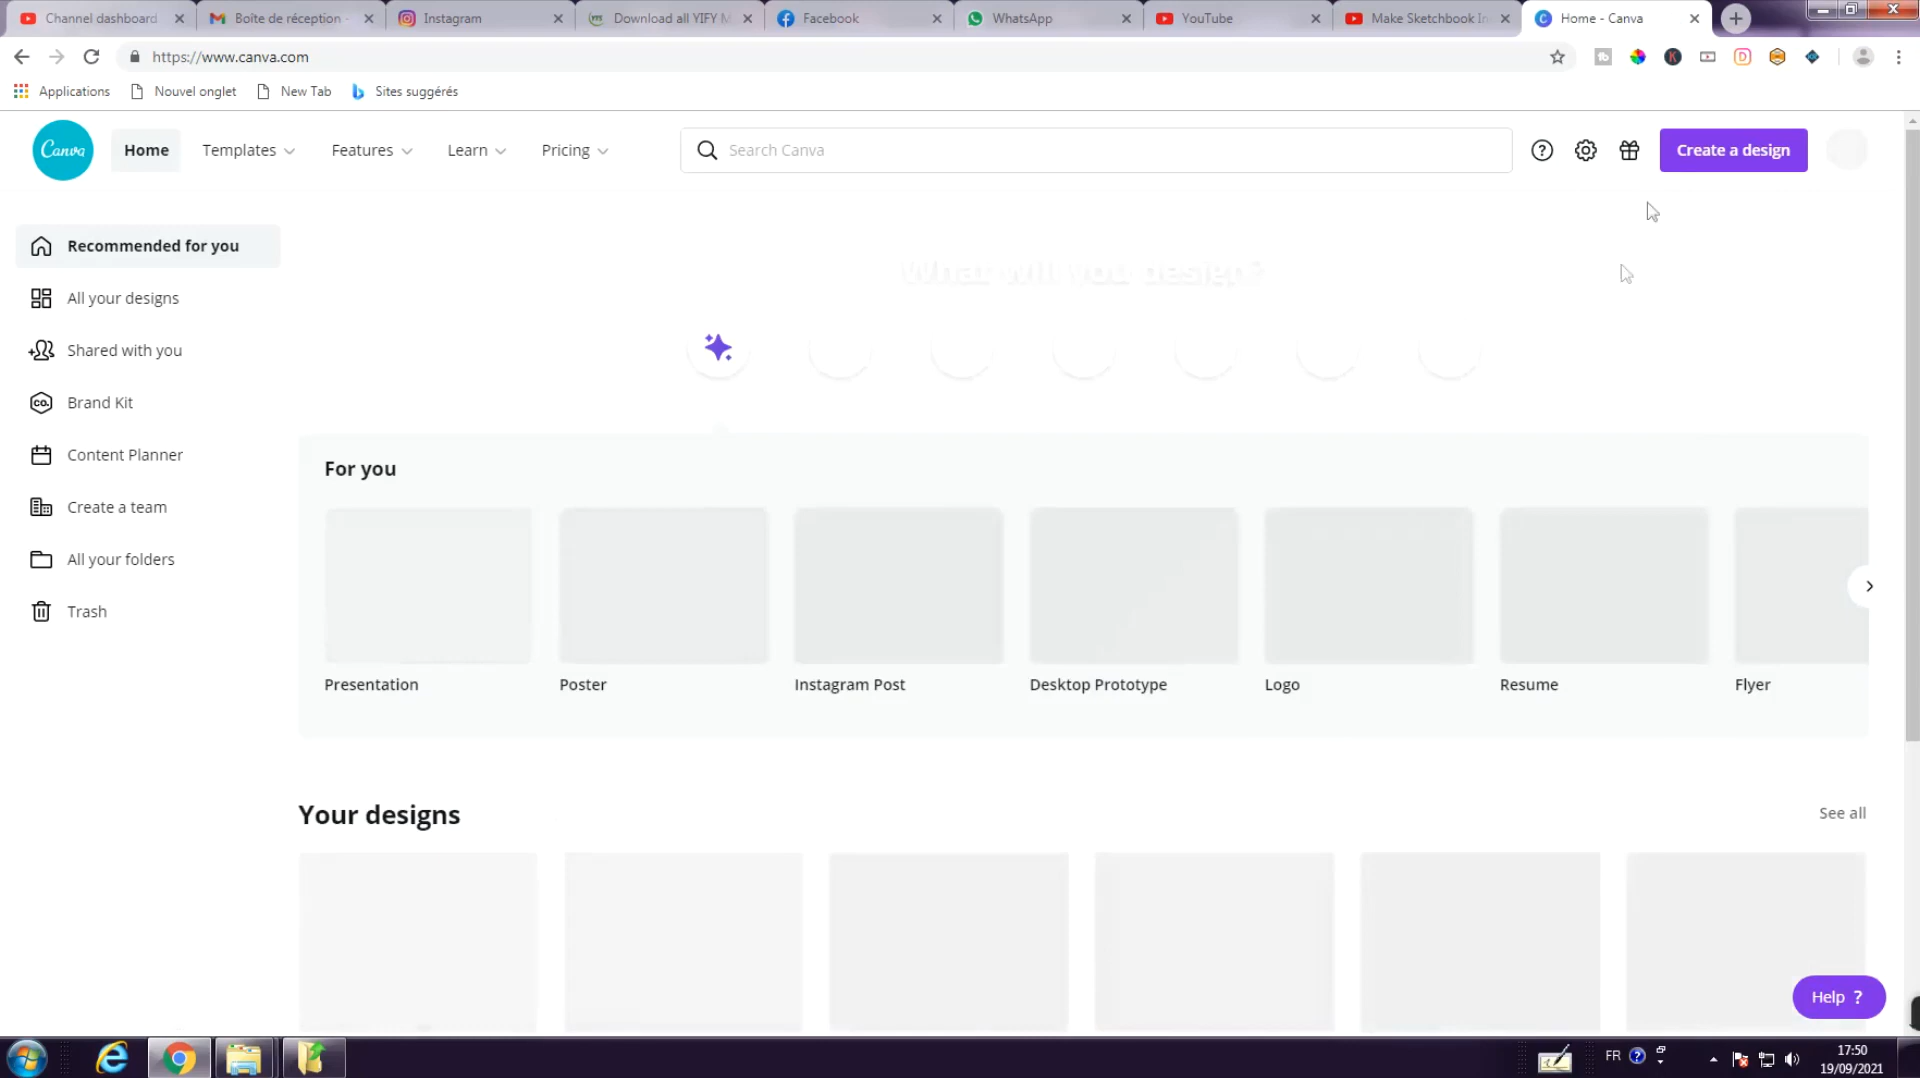 Channel dashboard
Boîte de réception -
Instagram
Download all YIFY M
Facebook
WhatsApp
YouTube
Make Sketchbook In
Home - Canva
https://www.canva.com
Applications
Nouvel onglet
New Tab
Sites suggérés
Canva
Home
Templates
Features
Learn
Pricing
Search Canva
Create a design
Recommended for you
All your designs
Shared with you
Brand Kit
Content Planner
Create a team
All your folders
Trash
What will you design?
For you
Presentation
Poster
Instagram Post
Desktop Prototype
Logo
Resume
Flyer
Your designs
See all
Help ?
FR
17:50
19/09/2021